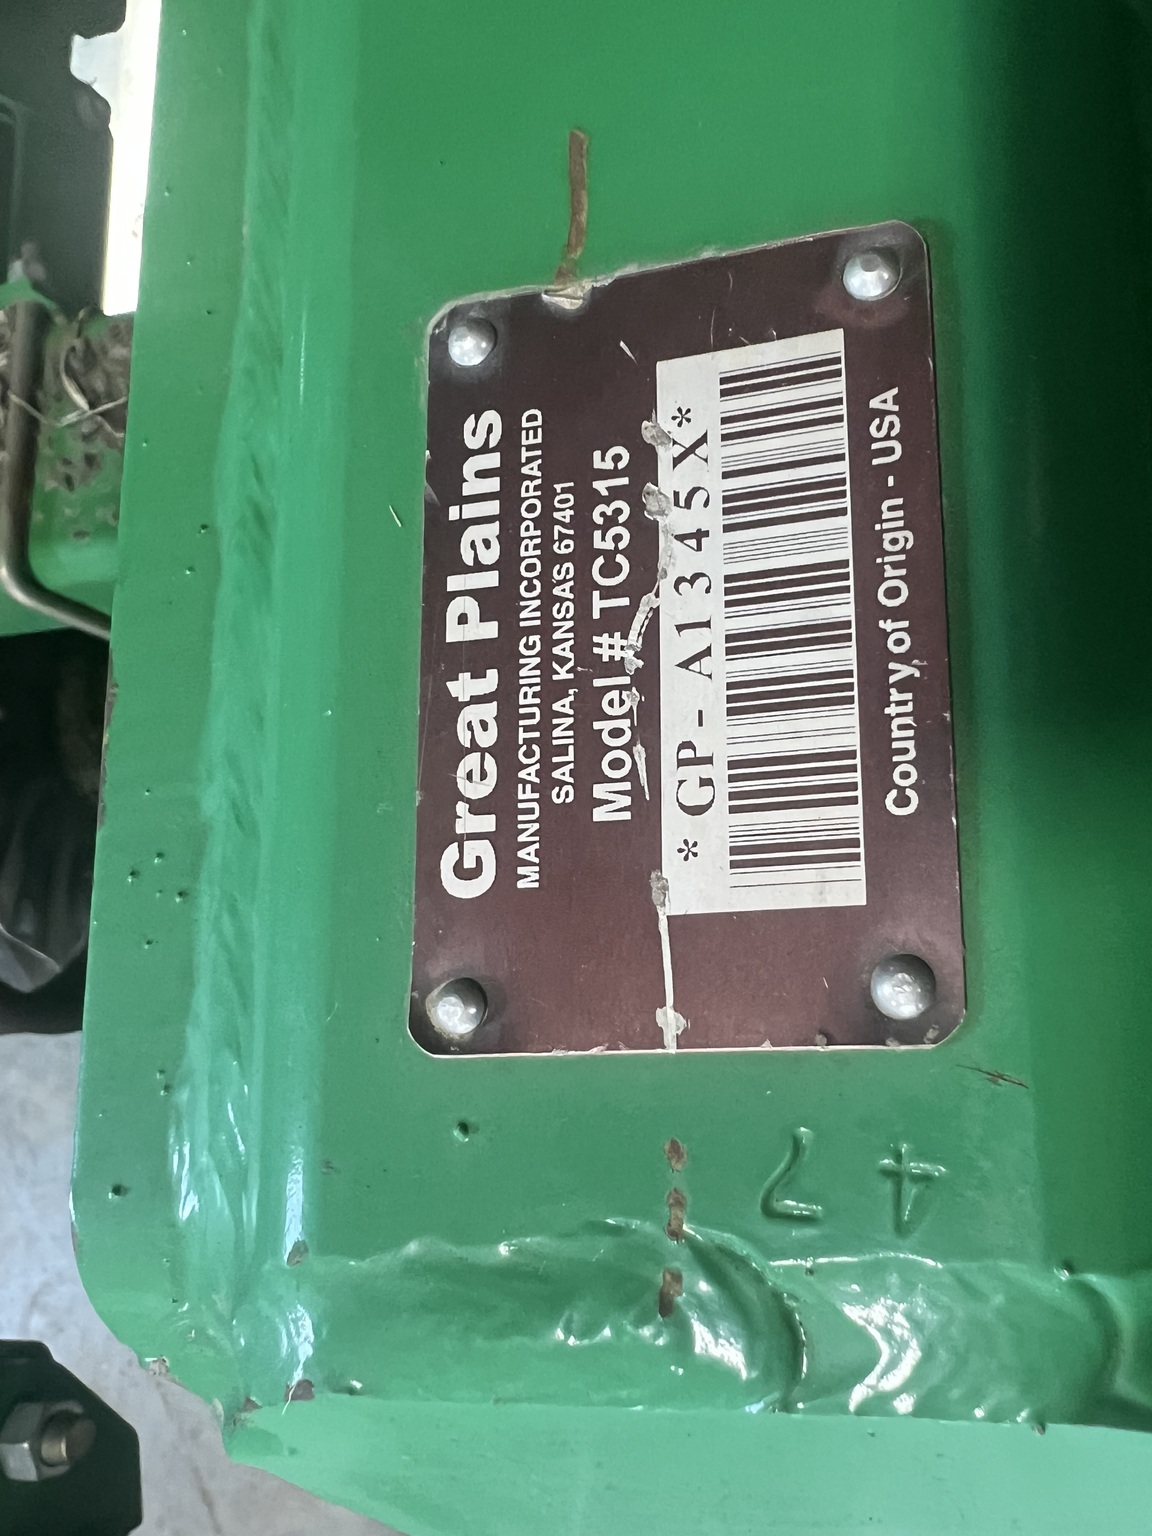 Great Plains
MANUFACTURING INCORPORATED
SALINA, KANSAS 67401
Model # TC5315
*GP-A1345X*
Country of Origin - USA
47